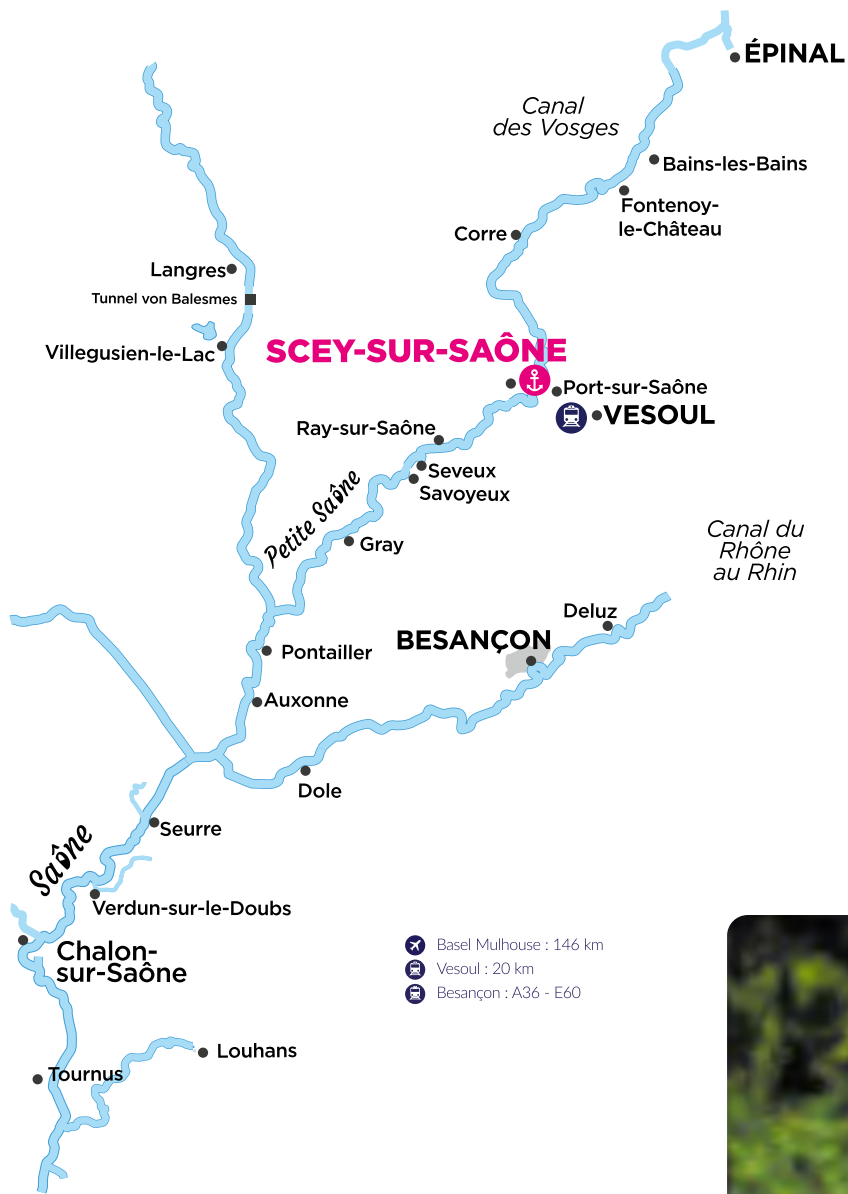 ÉPINAL
Canal
des Vosges
Bains-les-Bains
Fontenoy-
le-Château
Corre
Langres
Tunnel von Balesmes
Villegusien-le-Lac
SCEY-SUR-SAÔNE
Port-sur-Saône
VESOUL
Ray-sur-Saône
Seveux
Savoyeux
Petite Saône
Gray
Canal du
Rhône
au Rhin
Deluz
BESANÇON
Pontailler
Auxonne
Dole
Seurre
Saône
Verdun-sur-le-Doubs
Chalon-
sur-Saône
Basel Mulhouse : 146 km
Vesoul : 20 km
Besançon : A36 - E60
Louhans
Tournus